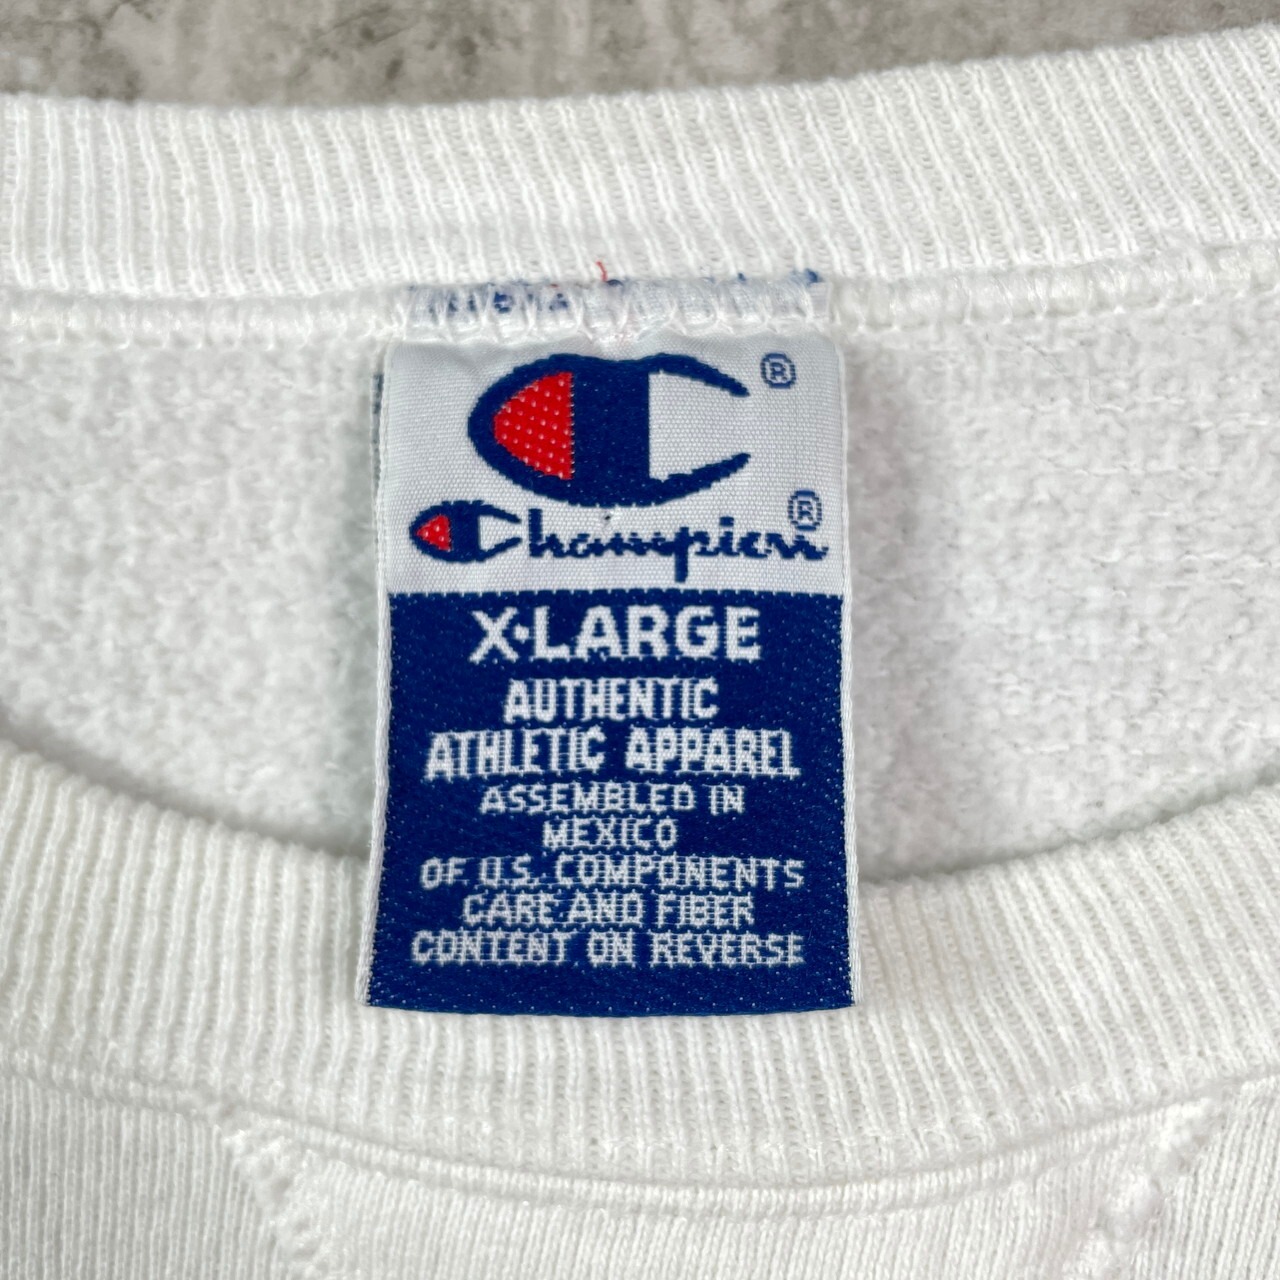 ®
Champion®
X·LARGE
AUTHENTIC
ATHLETIC APPAREL
ASSEMBLED IN
MEXICO
OF U.S. COMPONENTS
CARE AND FIBER
CONTENT ON REVERSE